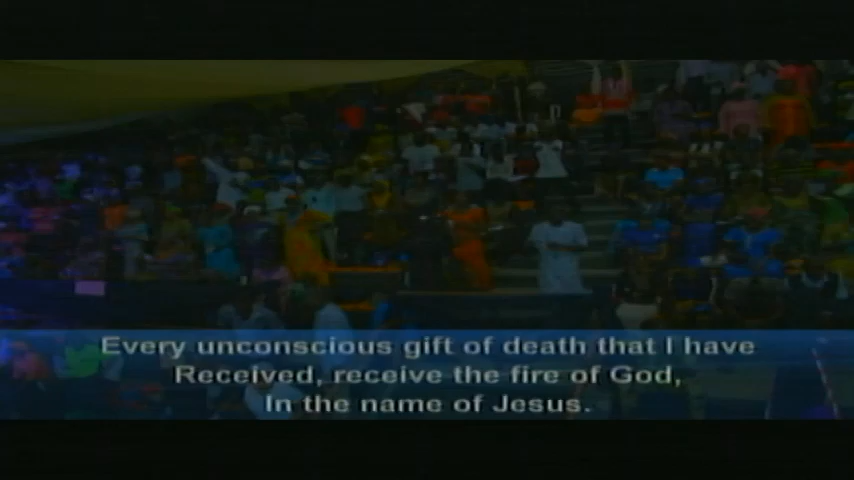 Every unconscious gift of death that I have
Received, receive the fire of God,
In the name of Jesus.